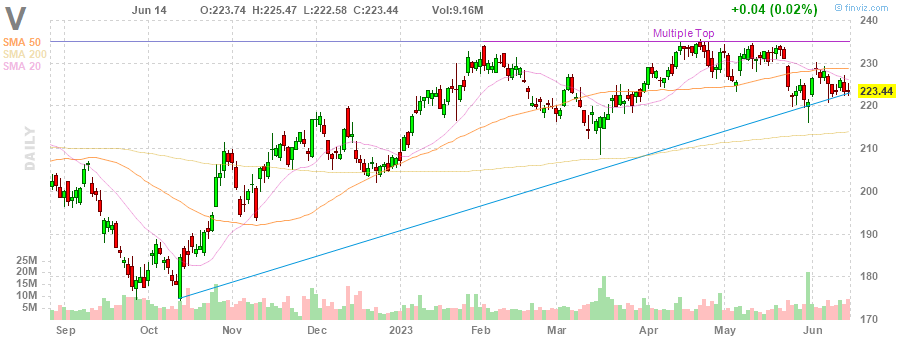 V
Jun 14 O:223.74 H:225.47 L:222.58 C:223.44 Vol:9.16M +0.04 (0.02%)
© finviz.com
SMA 50
SMA 200
SMA 20
Multiple Top
DAILY
240
230
223.44
220
210
200
190
180
170
25M
20M
15M
10M
5M
Sep Oct Nov Dec 2023 Feb Mar Apr May Jun